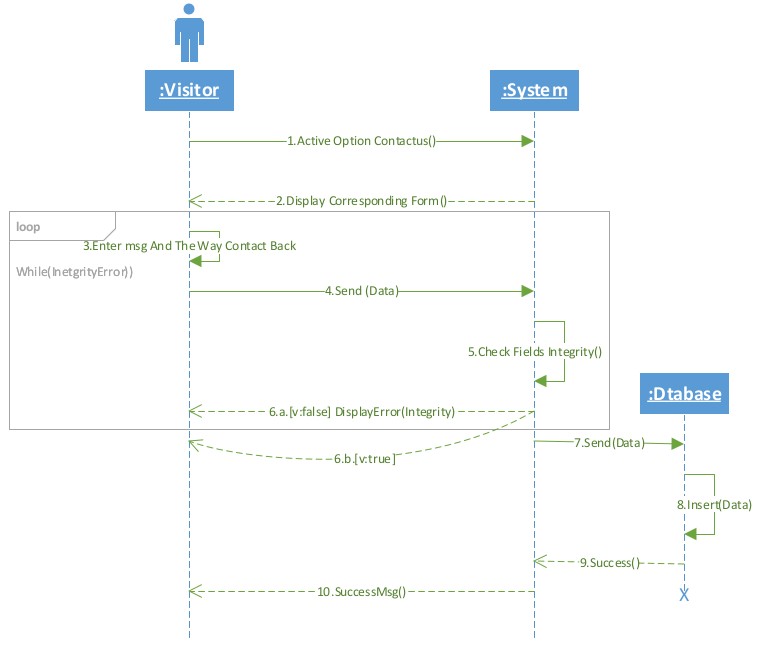 :Visitor
:System
1.Active Option Contactus()
2.Display Corresponding Form()
loop
3.Enter msg And The Way Contact Back
While(InetgrityError))
4.Send (Data)
5.Check Fields Integrity()
:Dtabase
6.a.[v:false] DisplayError(Integrity)
7.Send(Data)
6.b.[v:true]
8.Insert(Data)
9.Success()
10.SuccessMsg()
X